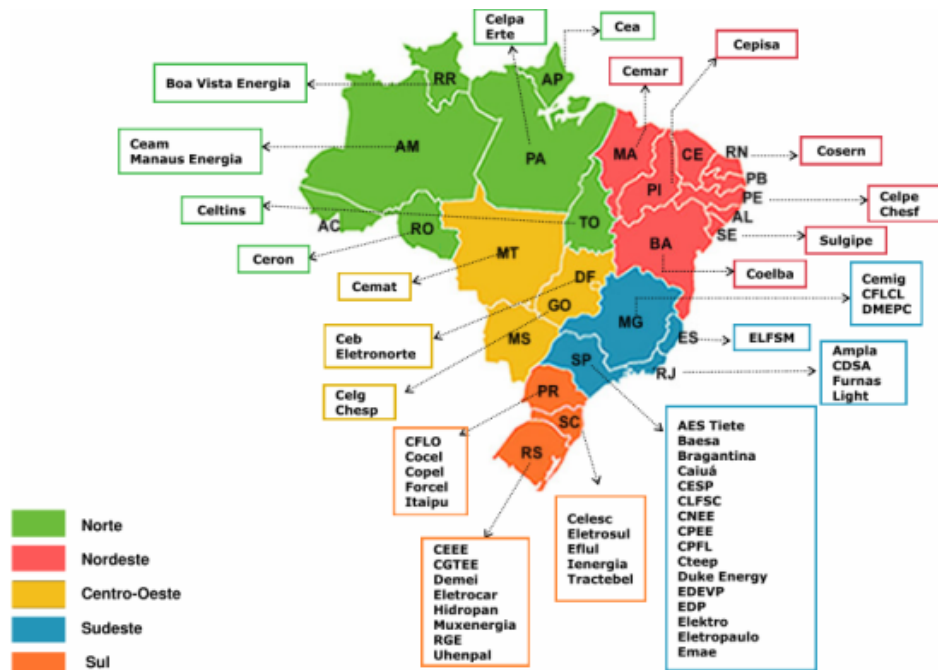 Celpa
Erte
Cea
Cepisa
Cemar
Boa Vista Energia
RR
AP
Ceam
Manaus Energia
AM
PA
MA
CE
RN
Cosern
PI
PB
PE
Celpe
Chesf
Celtins
AC
RO
TO
AL
SE
Sulgipe
BA
Ceron
MT
Coelba
Cemat
DF
GO
Cemig
CFLCL
DMEPC
MG
Ceb
Eletronorte
MS
ES
ELFSM
SP
RJ
Ampla
CDSA
Furnas
Light
Celg
Chesp
PR
SC
RS
CFLO
Cocel
Copel
Forcel
Itaipu
AES Tiete
Baesa
Bragantina
Caiuá
CESP
CLFSC
CNEE
CPEE
CPFL
Cteep
Duke Energy
EDEVP
EDP
Elektro
Eletropaulo
Emae
Celesc
Eletrosul
Eflul
Ienergia
Tractebel
CEEE
CGTEE
Demei
Eletrocar
Hidropan
Muxenergia
RGE
Uhenpal
Norte
Nordeste
Centro-Oeste
Sudeste
Sul